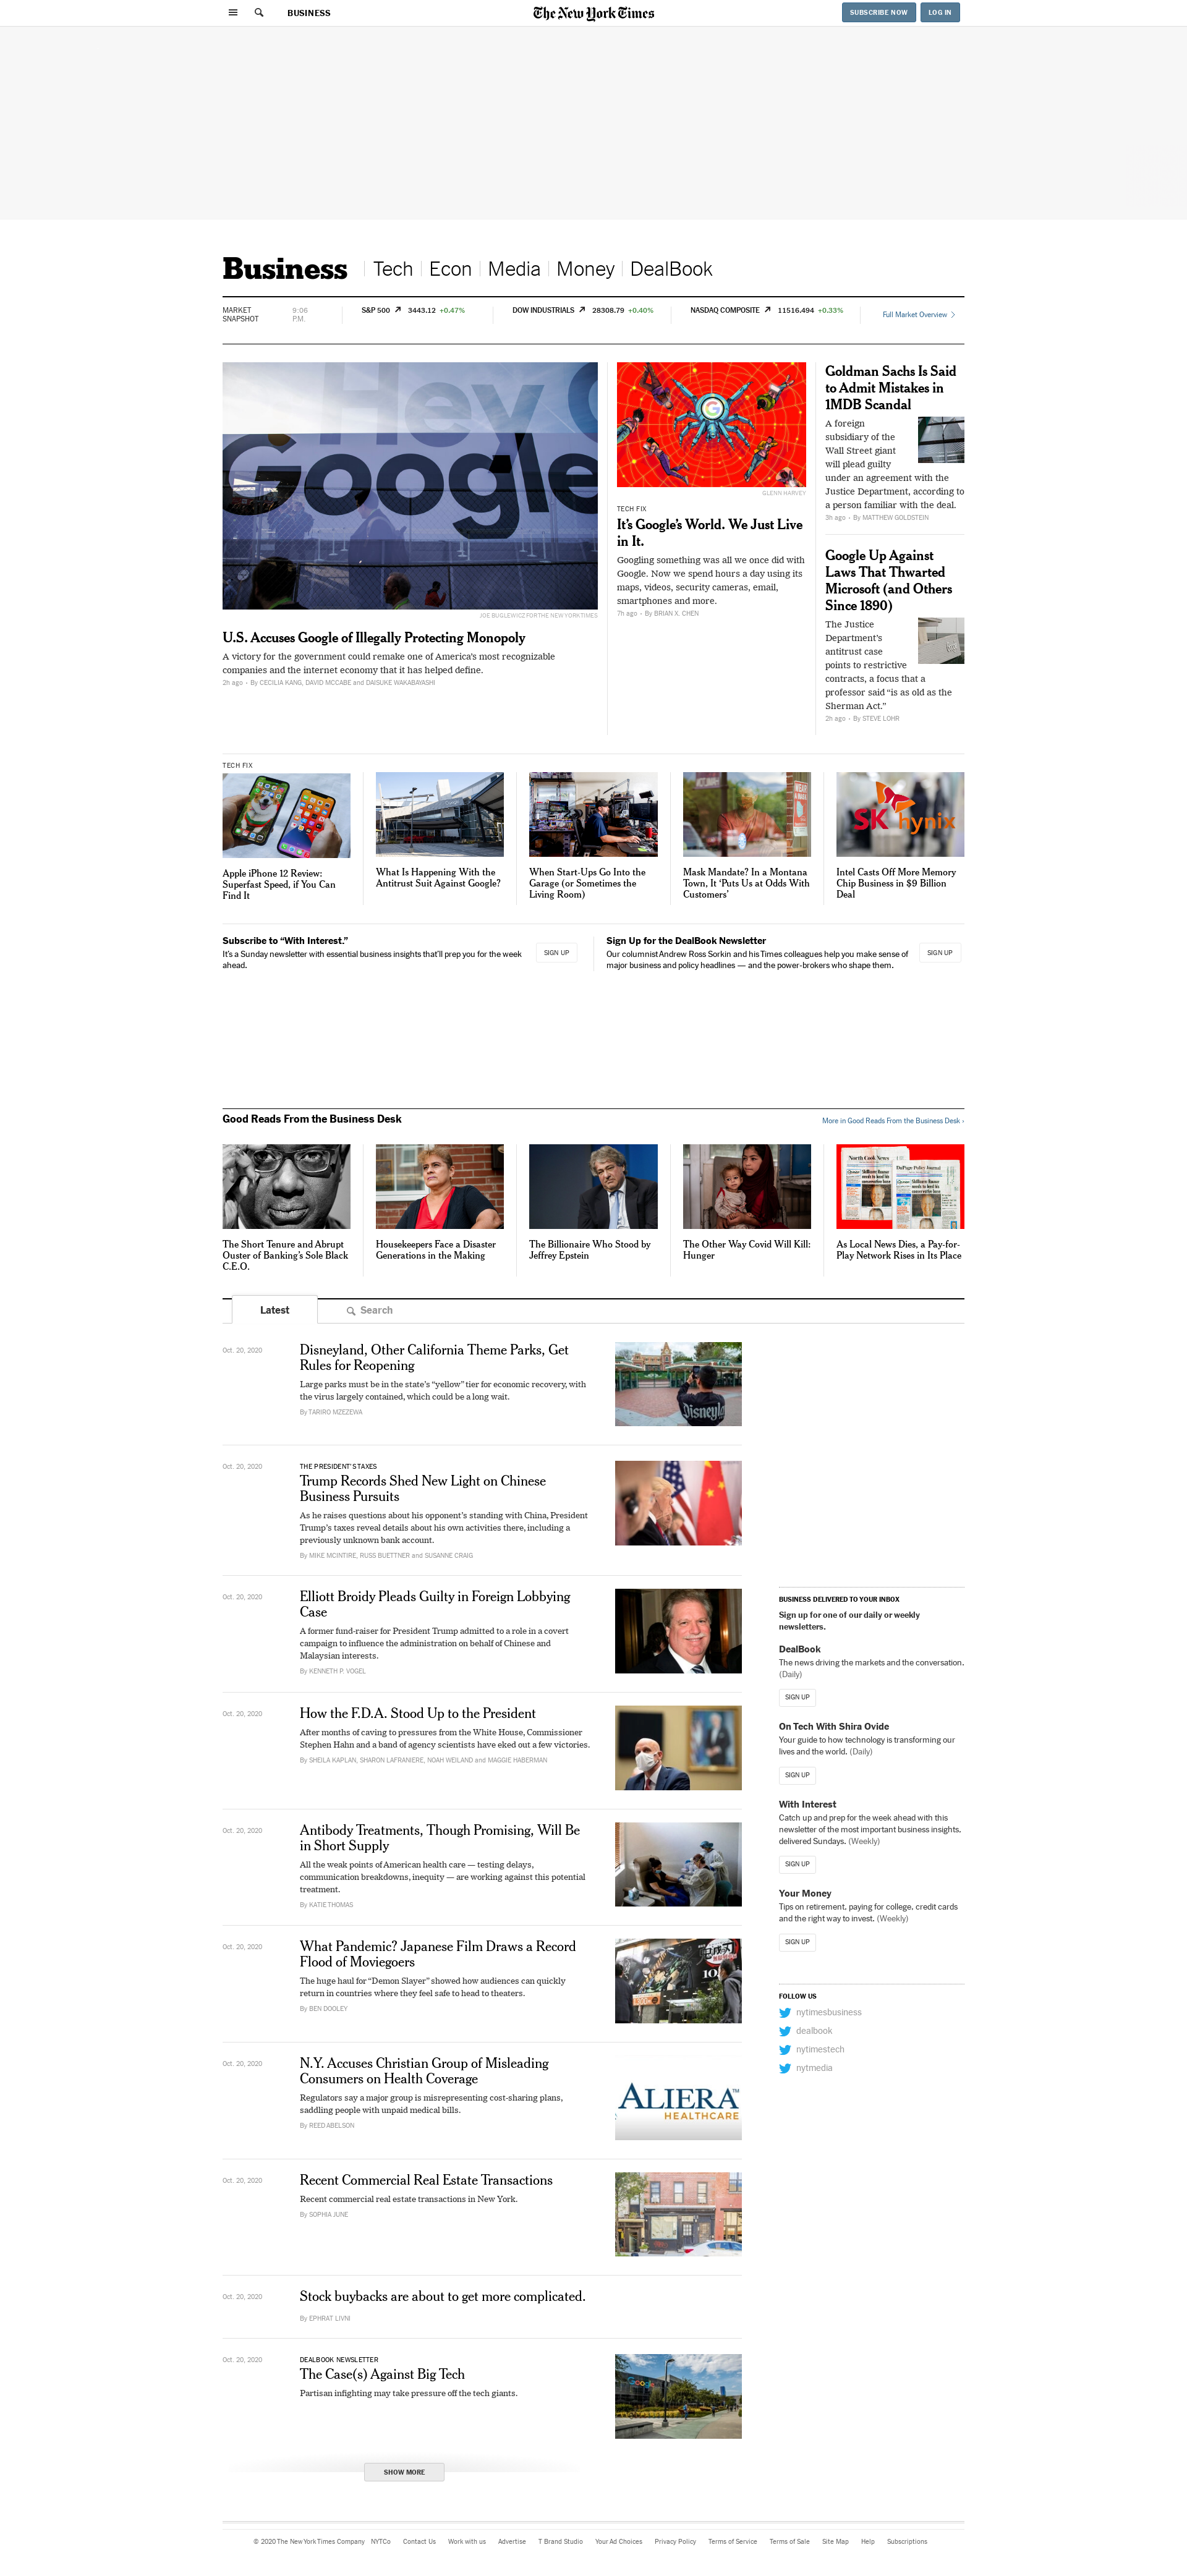 BUSINESS
The New York Times
SUBSCRIBE NOW
LOG IN
Business
Tech
Econ
Media
Money
DealBook
MARKET
SNAPSHOT
9:06
P.M.
S&P 500 3443.12 +0.47%
DOW INDUSTRIALS 28308.79 +0.40%
NASDAQ COMPOSITE 11516.494 +0.33%
Full Market Overview
Hey G
Google
JOE BUGLEWICZ FOR THE NEW YORK TIMES
U.S. Accuses Google of Illegally Protecting Monopoly
A victory for the government could remake one of America's most recognizable
companies and the internet economy that it has helped define.
2h ago • By CECILIA KANG, DAVID MCCABE and DAISUKE WAKABAYASHI
G
GLENN HARVEY
TECH FIX
It's Google's World. We Just Live
in It.
Googling something was all we once did with
Google. Now we spend hours a day using its
maps, videos, security cameras, email,
smartphones and more.
7h ago • By BRIAN X. CHEN
Goldman Sachs Is Said
to Admit Mistakes in
1MDB Scandal
A foreign
subsidiary of the
Wall Street giant
will plead guilty
under an agreement with the
Justice Department, according to
a person familiar with the deal.
3h ago • By MATTHEW GOLDSTEIN
Google Up Against
Laws That Thwarted
Microsoft (and Others
Since 1890)
The Justice
Department's
antitrust case
points to restrictive
contracts, a focus that a
professor said "is as old as the
Sherman Act."
2h ago • By STEVE LOHR
TECH FIX
Apple iPhone 12 Review:
Superfast Speed, if You Can
Find It
What Is Happening With the
Antitrust Suit Against Google?
When Start-Ups Go Into the
Garage (or Sometimes the
Living Room)
Mask Mandate? In a Montana
Town, It 'Puts Us at Odds With
Customers'
SK hynix
Intel Casts Off More Memory
Chip Business in $9 Billion
Deal
Subscribe to "With Interest."
It's a Sunday newsletter with essential business insights that'll prep you for the week
ahead.
SIGN UP
Sign Up for the DealBook Newsletter
Our columnist Andrew Ross Sorkin and his Times colleagues help you make sense of
major business and policy headlines — and the power-brokers who shape them.
SIGN UP
Good Reads From the Business Desk
More in Good Reads From the Business Desk ›
The Short Tenure and Abrupt
Ouster of Banking's Sole Black
C.E.O.
Housekeepers Face a Disaster
Generations in the Making
The Billionaire Who Stood by
Jeffrey Epstein
The Other Way Covid Will Kill:
Hunger
North Cook News
DuPage Policy Journal
As Local News Dies, a Pay-for-
Play Network Rises in Its Place
Latest
Search
Oct. 20, 2020
Disneyland, Other California Theme Parks, Get
Rules for Reopening
Large parks must be in the state's "yellow" tier for economic recovery, with
the virus largely contained, which could be a long wait.
By TARIRO MZEZEWA
Oct. 20, 2020
THE PRESIDENT'S TAXES
Trump Records Shed New Light on Chinese
Business Pursuits
As he raises questions about his opponent's standing with China, President
Trump's taxes reveal details about his own activities there, including a
previously unknown bank account.
By MIKE MCINTIRE, RUSS BUETTNER and SUSANNE CRAIG
Oct. 20, 2020
Elliott Broidy Pleads Guilty in Foreign Lobbying
Case
A former fund-raiser for President Trump admitted to a role in a covert
campaign to influence the administration on behalf of Chinese and
Malaysian interests.
By KENNETH P. VOGEL
Oct. 20, 2020
How the F.D.A. Stood Up to the President
After months of caving to pressures from the White House, Commissioner
Stephen Hahn and a band of agency scientists have eked out a few victories.
By SHEILA KAPLAN, SHARON LAFRANIERE, NOAH WEILAND and MAGGIE HABERMAN
Oct. 20, 2020
Antibody Treatments, Though Promising, Will Be
in Short Supply
All the weak points of American health care — testing delays,
communication breakdowns, inequity — are working against this potential
treatment.
By KATIE THOMAS
Oct. 20, 2020
What Pandemic? Japanese Film Draws a Record
Flood of Moviegoers
The huge haul for "Demon Slayer" showed how audiences can quickly
return in countries where they feel safe to head to theaters.
By BEN DOOLEY
Oct. 20, 2020
N.Y. Accuses Christian Group of Misleading
Consumers on Health Coverage
Regulators say a major group is misrepresenting cost-sharing plans,
saddling people with unpaid medical bills.
By REED ABELSON
ALIERA™
HEALTHCARE
Oct. 20, 2020
Recent Commercial Real Estate Transactions
Recent commercial real estate transactions in New York.
By SOPHIA JUNE
Oct. 20, 2020
Stock buybacks are about to get more complicated.
By EPHRAT LIVNI
Oct. 20, 2020
DEALBOOK NEWSLETTER
The Case(s) Against Big Tech
Partisan infighting may take pressure off the tech giants.
Google
SHOW MORE
BUSINESS DELIVERED TO YOUR INBOX
Sign up for one of our daily or weekly
newsletters.
DealBook
The news driving the markets and the conversation.
(Daily)
SIGN UP
On Tech With Shira Ovide
Your guide to how technology is transforming our
lives and the world. (Daily)
SIGN UP
With Interest
Catch up and prep for the week ahead with this
newsletter of the most important business insights,
delivered Sundays. (Weekly)
SIGN UP
Your Money
Tips on retirement, paying for college, credit cards
and the right way to invest. (Weekly)
SIGN UP
FOLLOW US
nytimesbusiness
dealbook
nytimestech
nytmedia
© 2020 The New York Times Company NYTCo Contact Us Work with us Advertise T Brand Studio Your Ad Choices Privacy Policy Terms of Service Terms of Sale Site Map Help Subscriptions